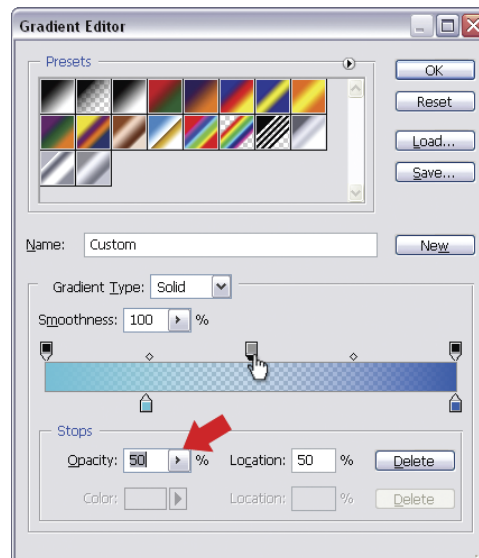 Gradient Editor
Presets
OK
Reset
Load...
Save...
Name: Custom
New
Gradient Type: Solid
Smoothness: 100 %
Stops
Opacity: 50 % Location: 50 % Delete
Color: Location: % Delete